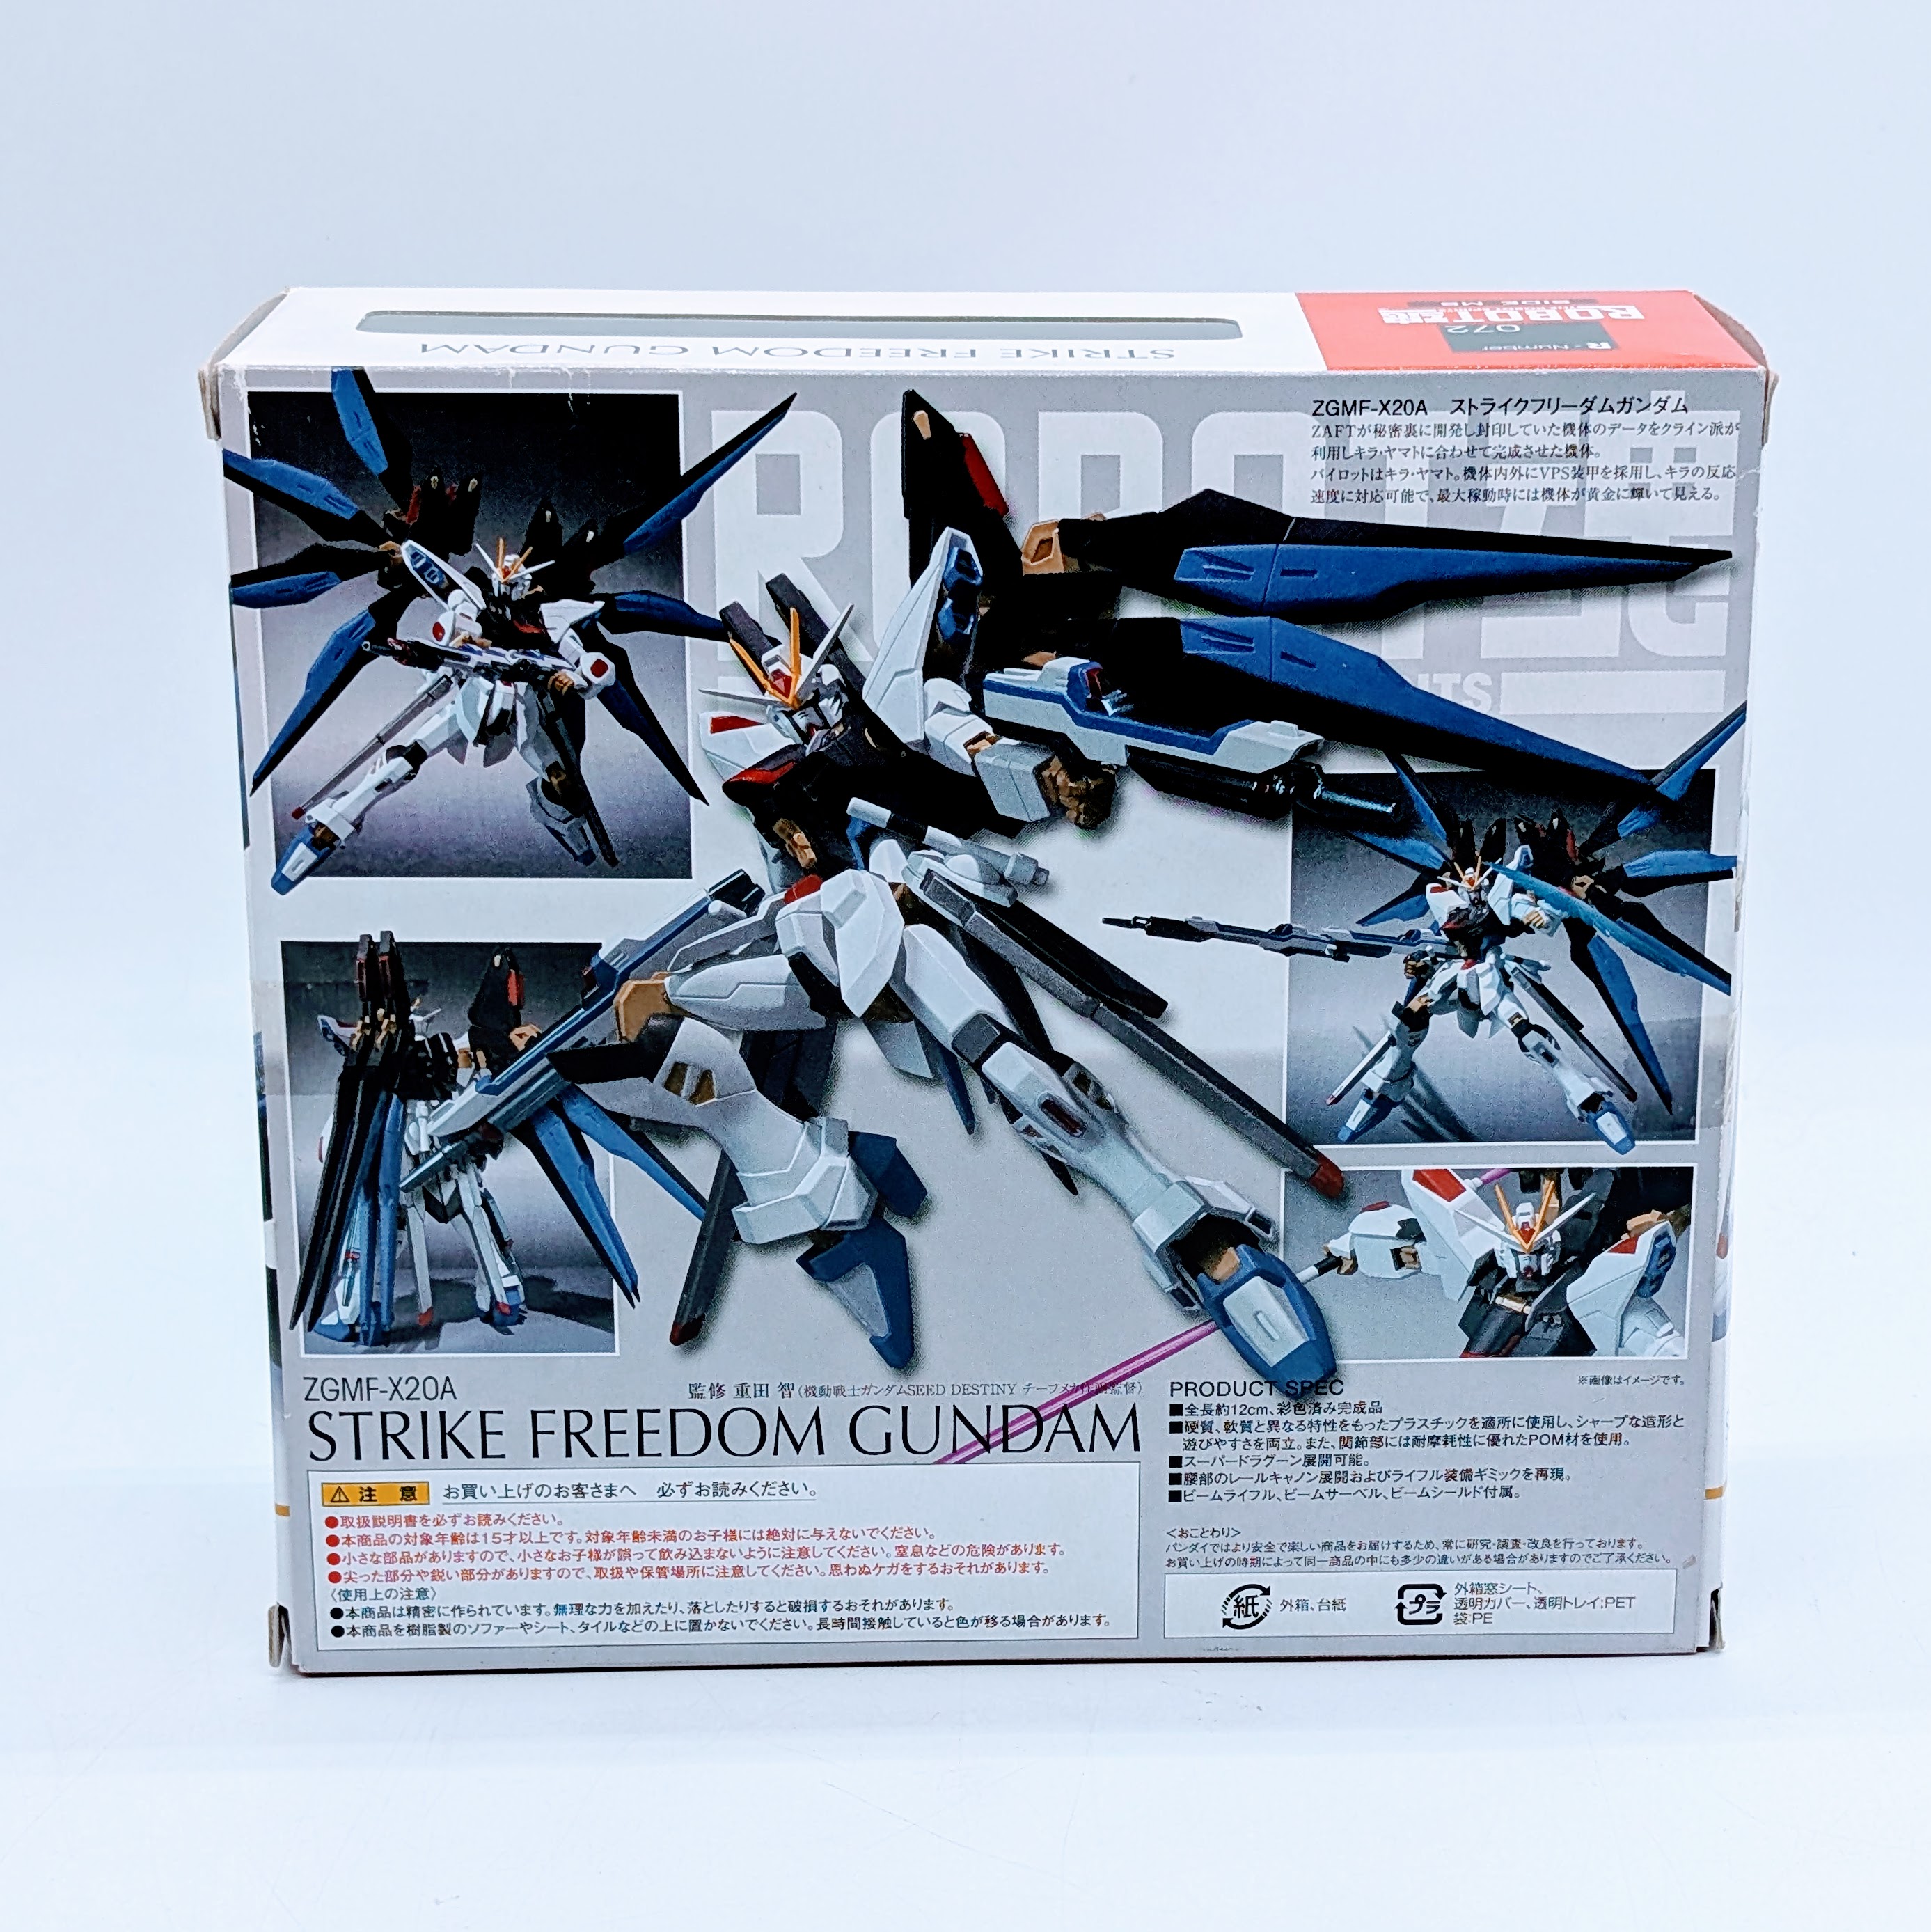 STRIKE FREEDOM GUNDAM
SIDE MS
ROBOT魂
072
R-Number
ZGMF-X20A ストライクフリーダムガンダム
ZAFTが秘密裏に開発し封印していた機体のデータをクライン派が
利用しキラ・ヤマトに合わせて完成させた機体。
パイロットはキラ・ヤマト。機体内外にVPS装甲を採用し、キラの反応
速度に対応可能で、最大稼動時には機体が黄金に輝いて見える。
ZGMF-X20A
監修 重田 智(機動戦士ガンダムSEED DESTINY チーフメカ作画監督)
STRIKE FREEDOM GUNDAM
⚠注 意 お買い上げのお客さまへ 必ずお読みください。
●取扱説明書を必ずお読みください。
●本商品の対象年齢は15才以上です。対象年齢未満のお子様には絶対に与えないでください。
●小さな部品がありますので、小さなお子様が誤って飲み込まないように注意してください。窒息などの危険があります。
●尖った部分や鋭い部分がありますので、取扱や保管場所に注意してください。思わぬケガをするおそれがあります。
〈使用上の注意〉
●本商品は精密に作られています。無理な力を加えたり、落としたりすると破損するおそれがあります。
●本商品を樹脂製のソファーやシート、タイルなどの上に置かないでください。長時間接触していると色が移る場合があります。
※画像はイメージです。
PRODUCT SPEC
■全長約12cm、彩色済み完成品
■硬質、軟質と異なる特性をもったプラスチックを適所に使用し、シャープな造形と
遊びやすさを両立。また、関節部には耐摩耗性に優れたPOM材を使用。
■スーパードラグーン展開可能。
■腰部のレールキャノン展開およびライフル装備ギミックを再現。
■ビームライフル、ビームサーベル、ビームシールド付属。
<おことわり>
バンダイではより安全で楽しい商品をお届けするため、常に研究・調査・改良を行っております。
お買い上げの時期によって同一商品の中にも多少の違いがある場合がありますのでご了承ください。
紙 外箱、台紙
プラ 外箱窓シート、
透明カバー、透明トレイ:PET
袋:PE